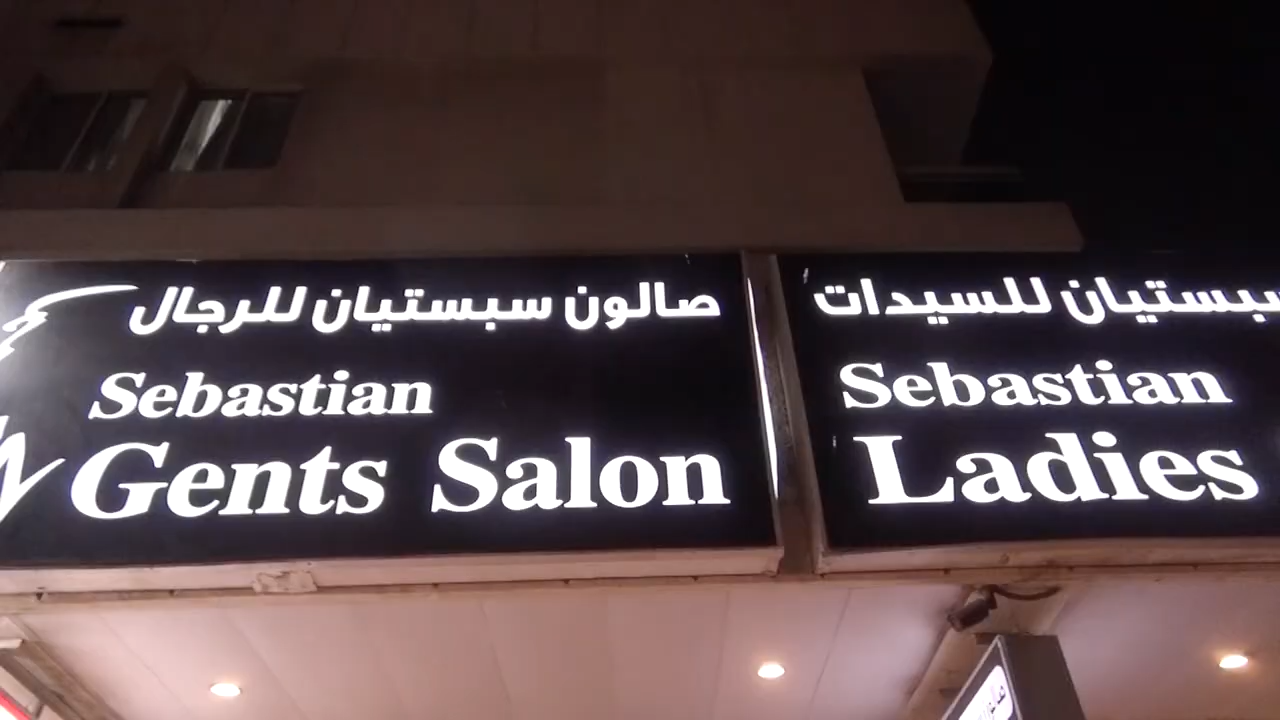 صالون سبستيان للرجال
Sebastian
Gents Salon
سبستيان للسيدات
Sebastian
Ladies